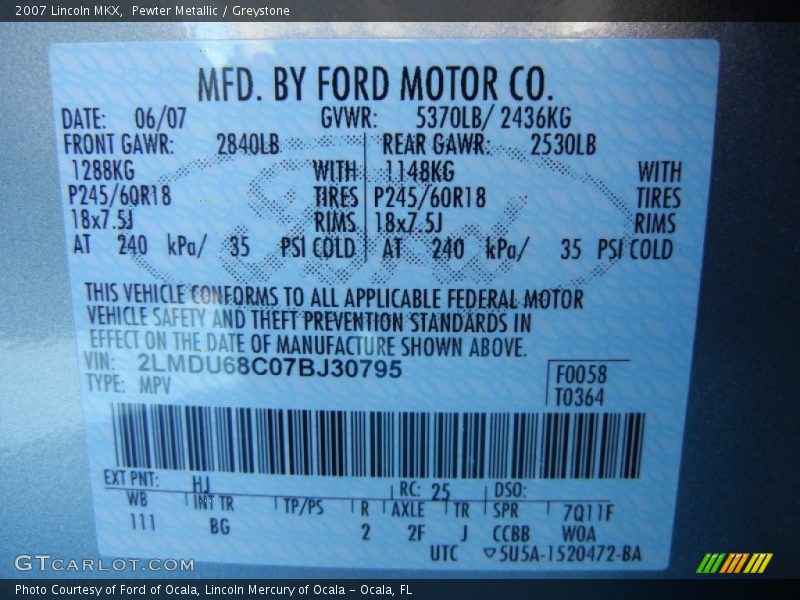 2007 Lincoln MKX, Pewter Metallic / Greystone
MFD. BY FORD MOTOR CO.
DATE: 06/07 GVWR: 5370LB/ 2436KG
FRONT GAWR: 2840LB REAR GAWR: 2530LB
1288KG WITH 1148KG WITH
P245/60R18 TIRES P245/60R18 TIRES
18x7.5J RIMS 18x7.5J RIMS
AT 240 kPa/ 35 PSI COLD AT 240 kPa/ 35 PSI COLD
THIS VEHICLE CONFORMS TO ALL APPLICABLE FEDERAL MOTOR
VEHICLE SAFETY AND THEFT PREVENTION STANDARDS IN
EFFECT ON THE DATE OF MANUFACTURE SHOWN ABOVE.
VIN: 2LMDU68C07BJ30795
TYPE: MPV
F0058
T0364
EXT PNT: HJ RC: 25 DSO:
WB INT TR TP/PS R AXLE TR SPR 7Q11F
111 BG 2 2F J CCBB WOA
UTC ▽5U5A-1520472-BA
GTCARLOT.COM
Photo Courtesy of Ford of Ocala, Lincoln Mercury of Ocala – Ocala, FL